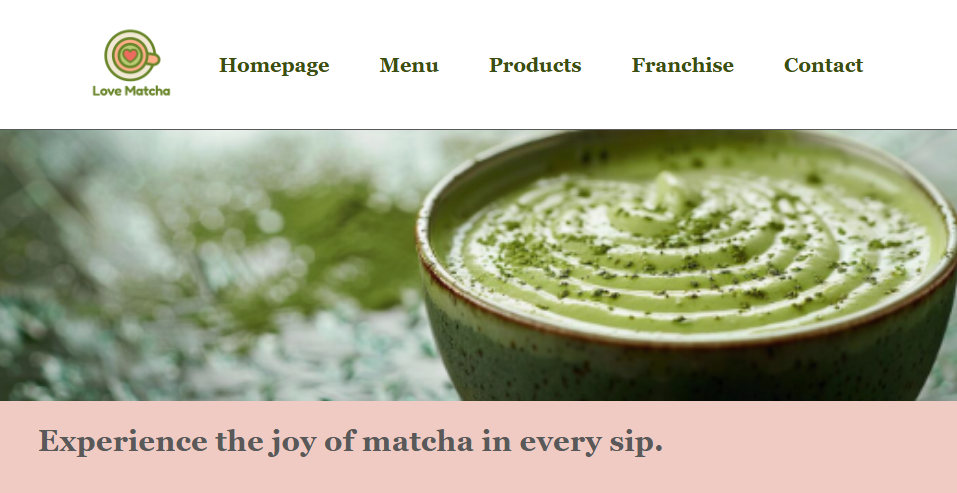 Love Matcha
Homepage Menu Products Franchise Contact
Experience the joy of matcha in every sip.